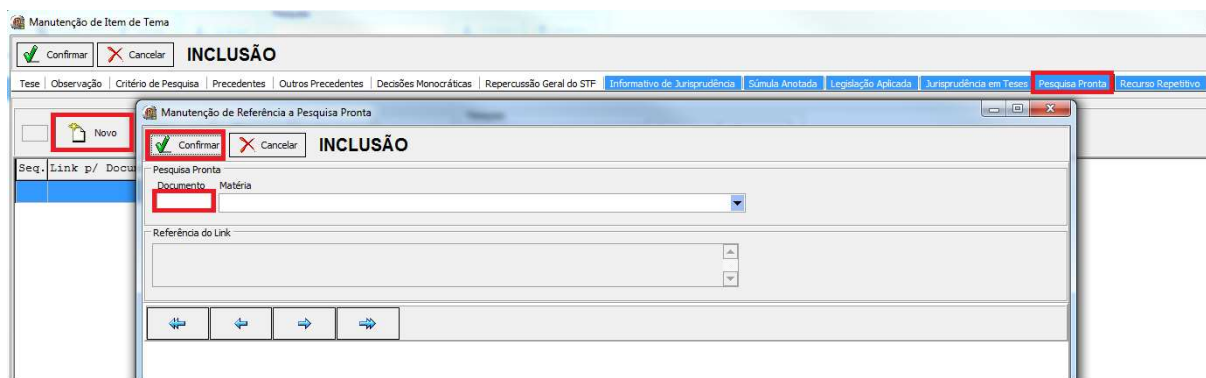 Manutenção de Item de Tema
Confirmar Cancelar INCLUSÃO
Tese Observação Critério de Pesquisa Precedentes Outros Precedentes Decisões Monocráticas Repercussão Geral do STF Informativo de Jurisprudência Súmula Anotada Legislação Aplicada Jurisprudência em Teses Pesquisa Pronta Recurso Repetitivo
Manutenção de Referência a Pesquisa Pronta
Novo
Confirmar Cancelar INCLUSÃO
Seq. Link p/ Docu
Pesquisa Pronta
Documento Matéria
Referência do Link